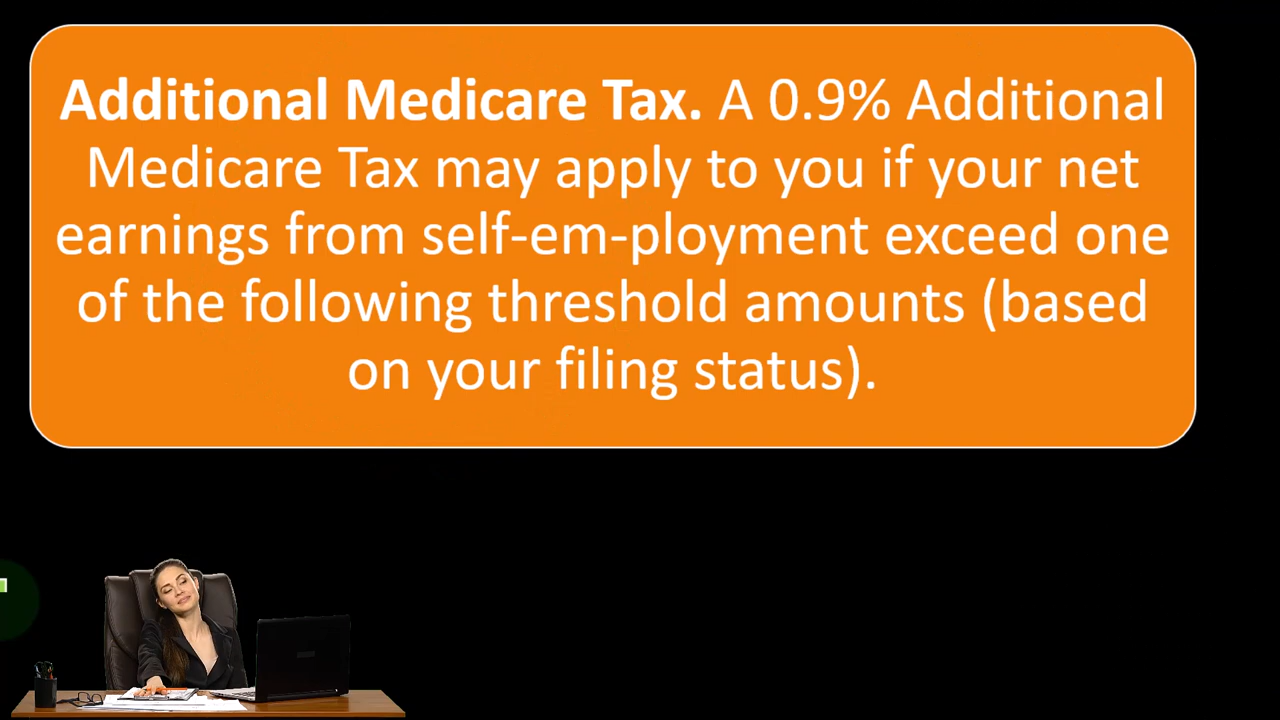 Additional Medicare Tax. A 0.9% Additional
Medicare Tax may apply to you if your net
earnings from self-em-ployment exceed one
of the following threshold amounts (based
on your filing status).